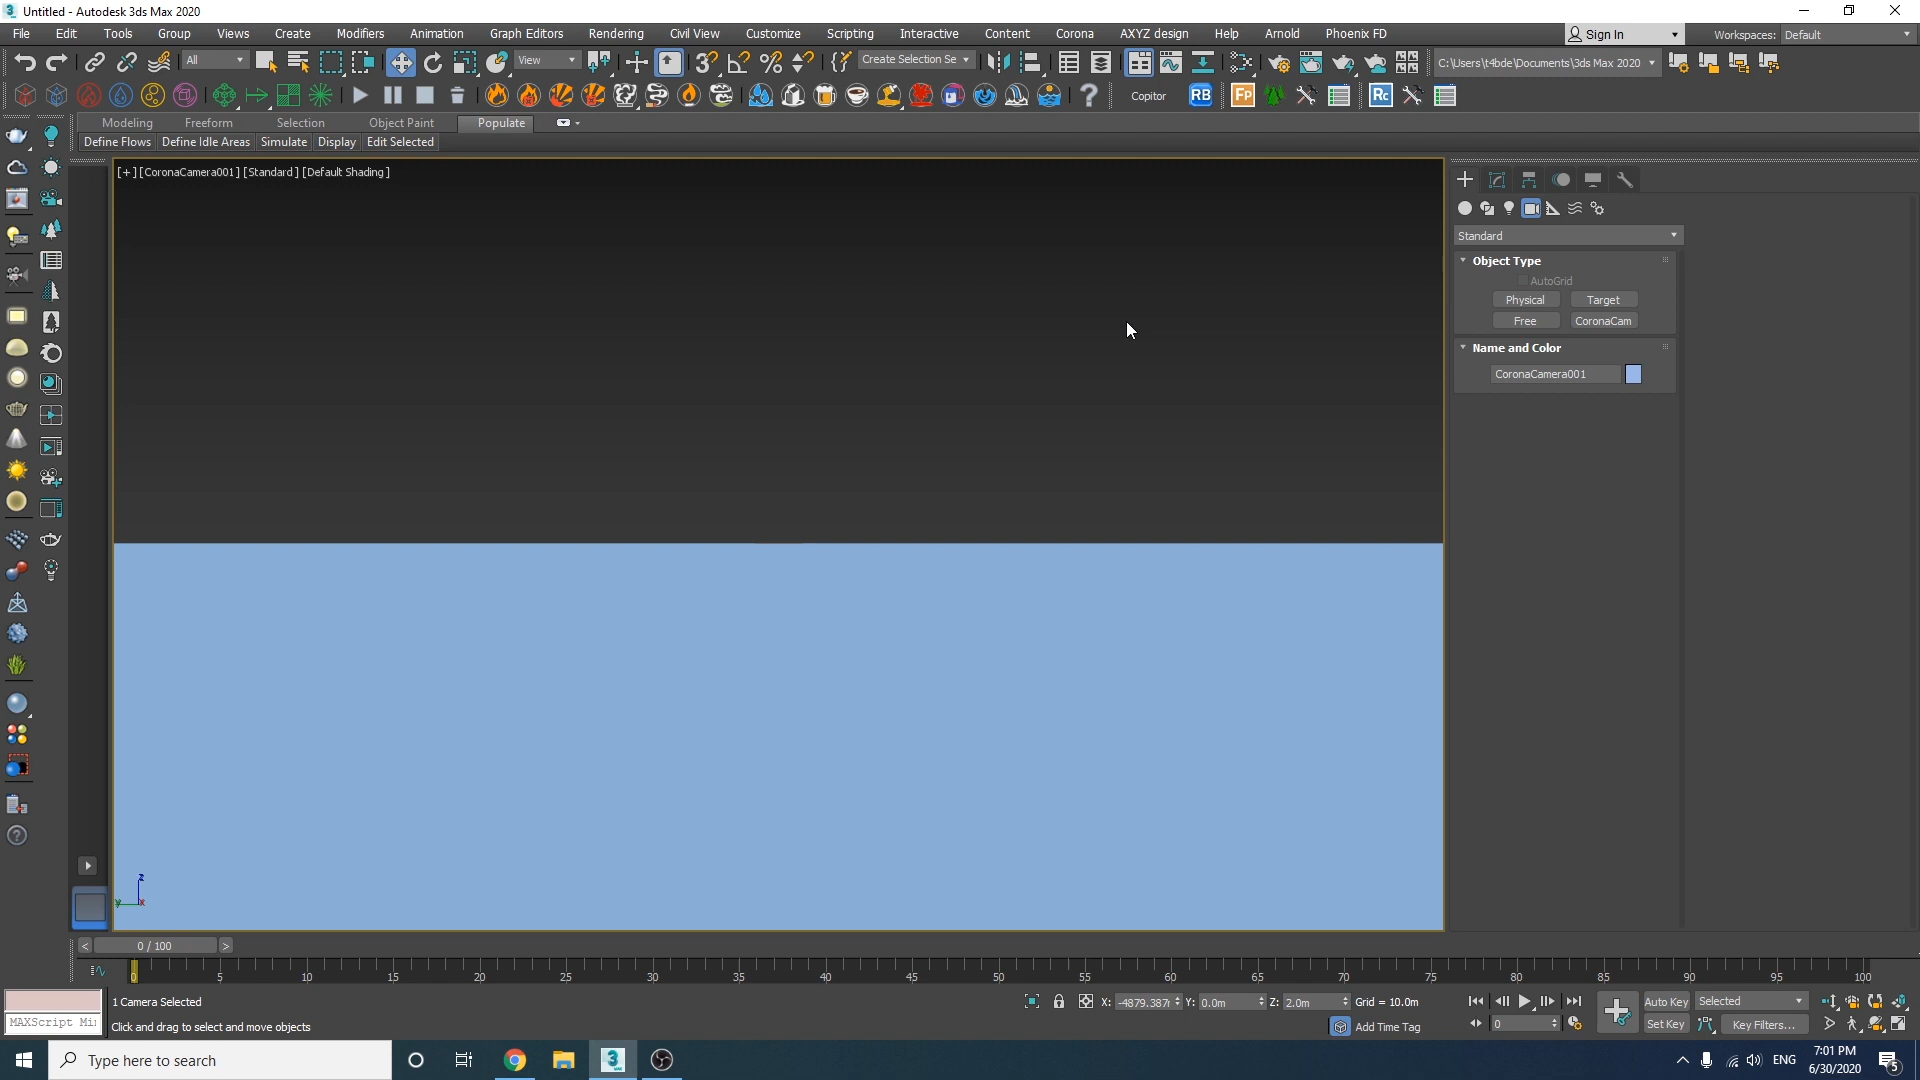 Untitled - Autodesk 3ds Max 2020
File Edit Tools Group Views Create Modifiers Animation Graph Editors Rendering Civil View Customize Scripting Interactive Content Corona AXYZ design Help Arnold Phoenix FD
Sign In
Workspaces: Default
All
View
Create Selection Se
C:\Users\t4bde\Documents\3ds Max 2020
Copitor
RB
FP
Rc
Modeling Freeform Selection Object Paint Populate
Define Flows Define Idle Areas Simulate Display Edit Selected
[+] [CoronaCamera001] [Standard] [Default Shading]
Standard
Object Type
AutoGrid
Physical Target
Free CoronaCam
Name and Color
CoronaCamera001
z
y x
< 0 / 100 >
0 5 10 15 20 25 30 35 40 45 50 55 60 65 70 75 80 85 90 95 100
1 Camera Selected
X: -4879.387r Y: 0.0m Z: 2.0m Grid = 10.0m
Auto Key Selected
MAXScript Mi
Click and drag to select and move objects
Add Time Tag
0
Set Key Key Filters...
Type here to search
3
ENG
7:01 PM
6/30/2020
5